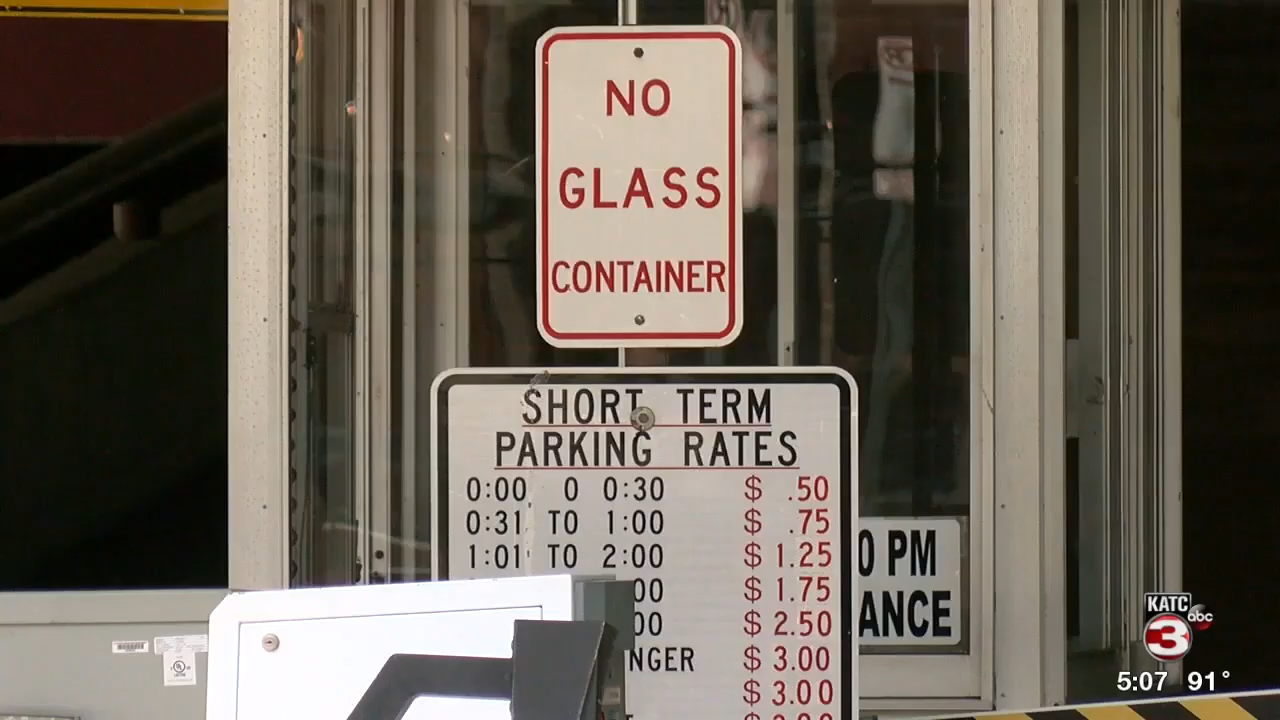 NO
GLASS
CONTAINER
SHORT TERM
PARKING RATES
0:00 O 0:30 $ .50
0:31 TO 1:00 $ .75
1:01 TO 2:00 $ 1.25
00 $ 1.75
00 $ 2.50
NGER $ 3.00
$ 3.00
0 PM
ANCE
KATC
abc
3
5:07 91°